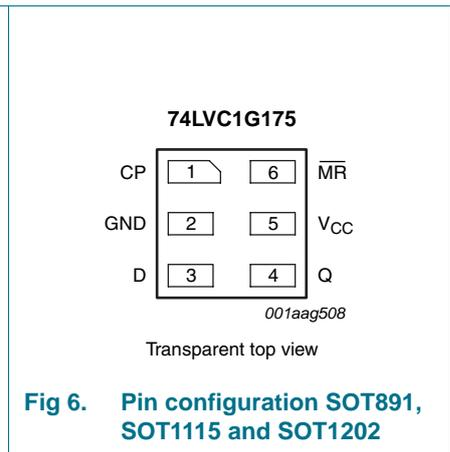 74LVC1G175
CP 1 6 M̅R̅
GND 2 5 VCC
D 3 4 Q
001aag508
Transparent top view
Fig 6. Pin configuration SOT891,
SOT1115 and SOT1202